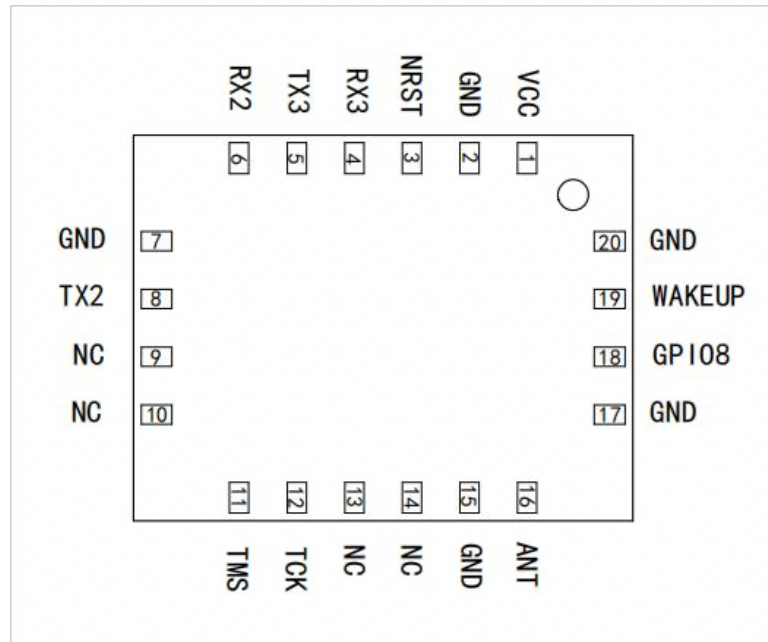 RX2 TX3 RX3 NRST GND VCC
6 5 4 3 2 1
GND 7 20 GND
TX2 8 19 WAKEUP
NC 9 18 GPIO8
NC 10 17 GND
11 12 13 14 15 16
TMS TCK NC NC GND ANT